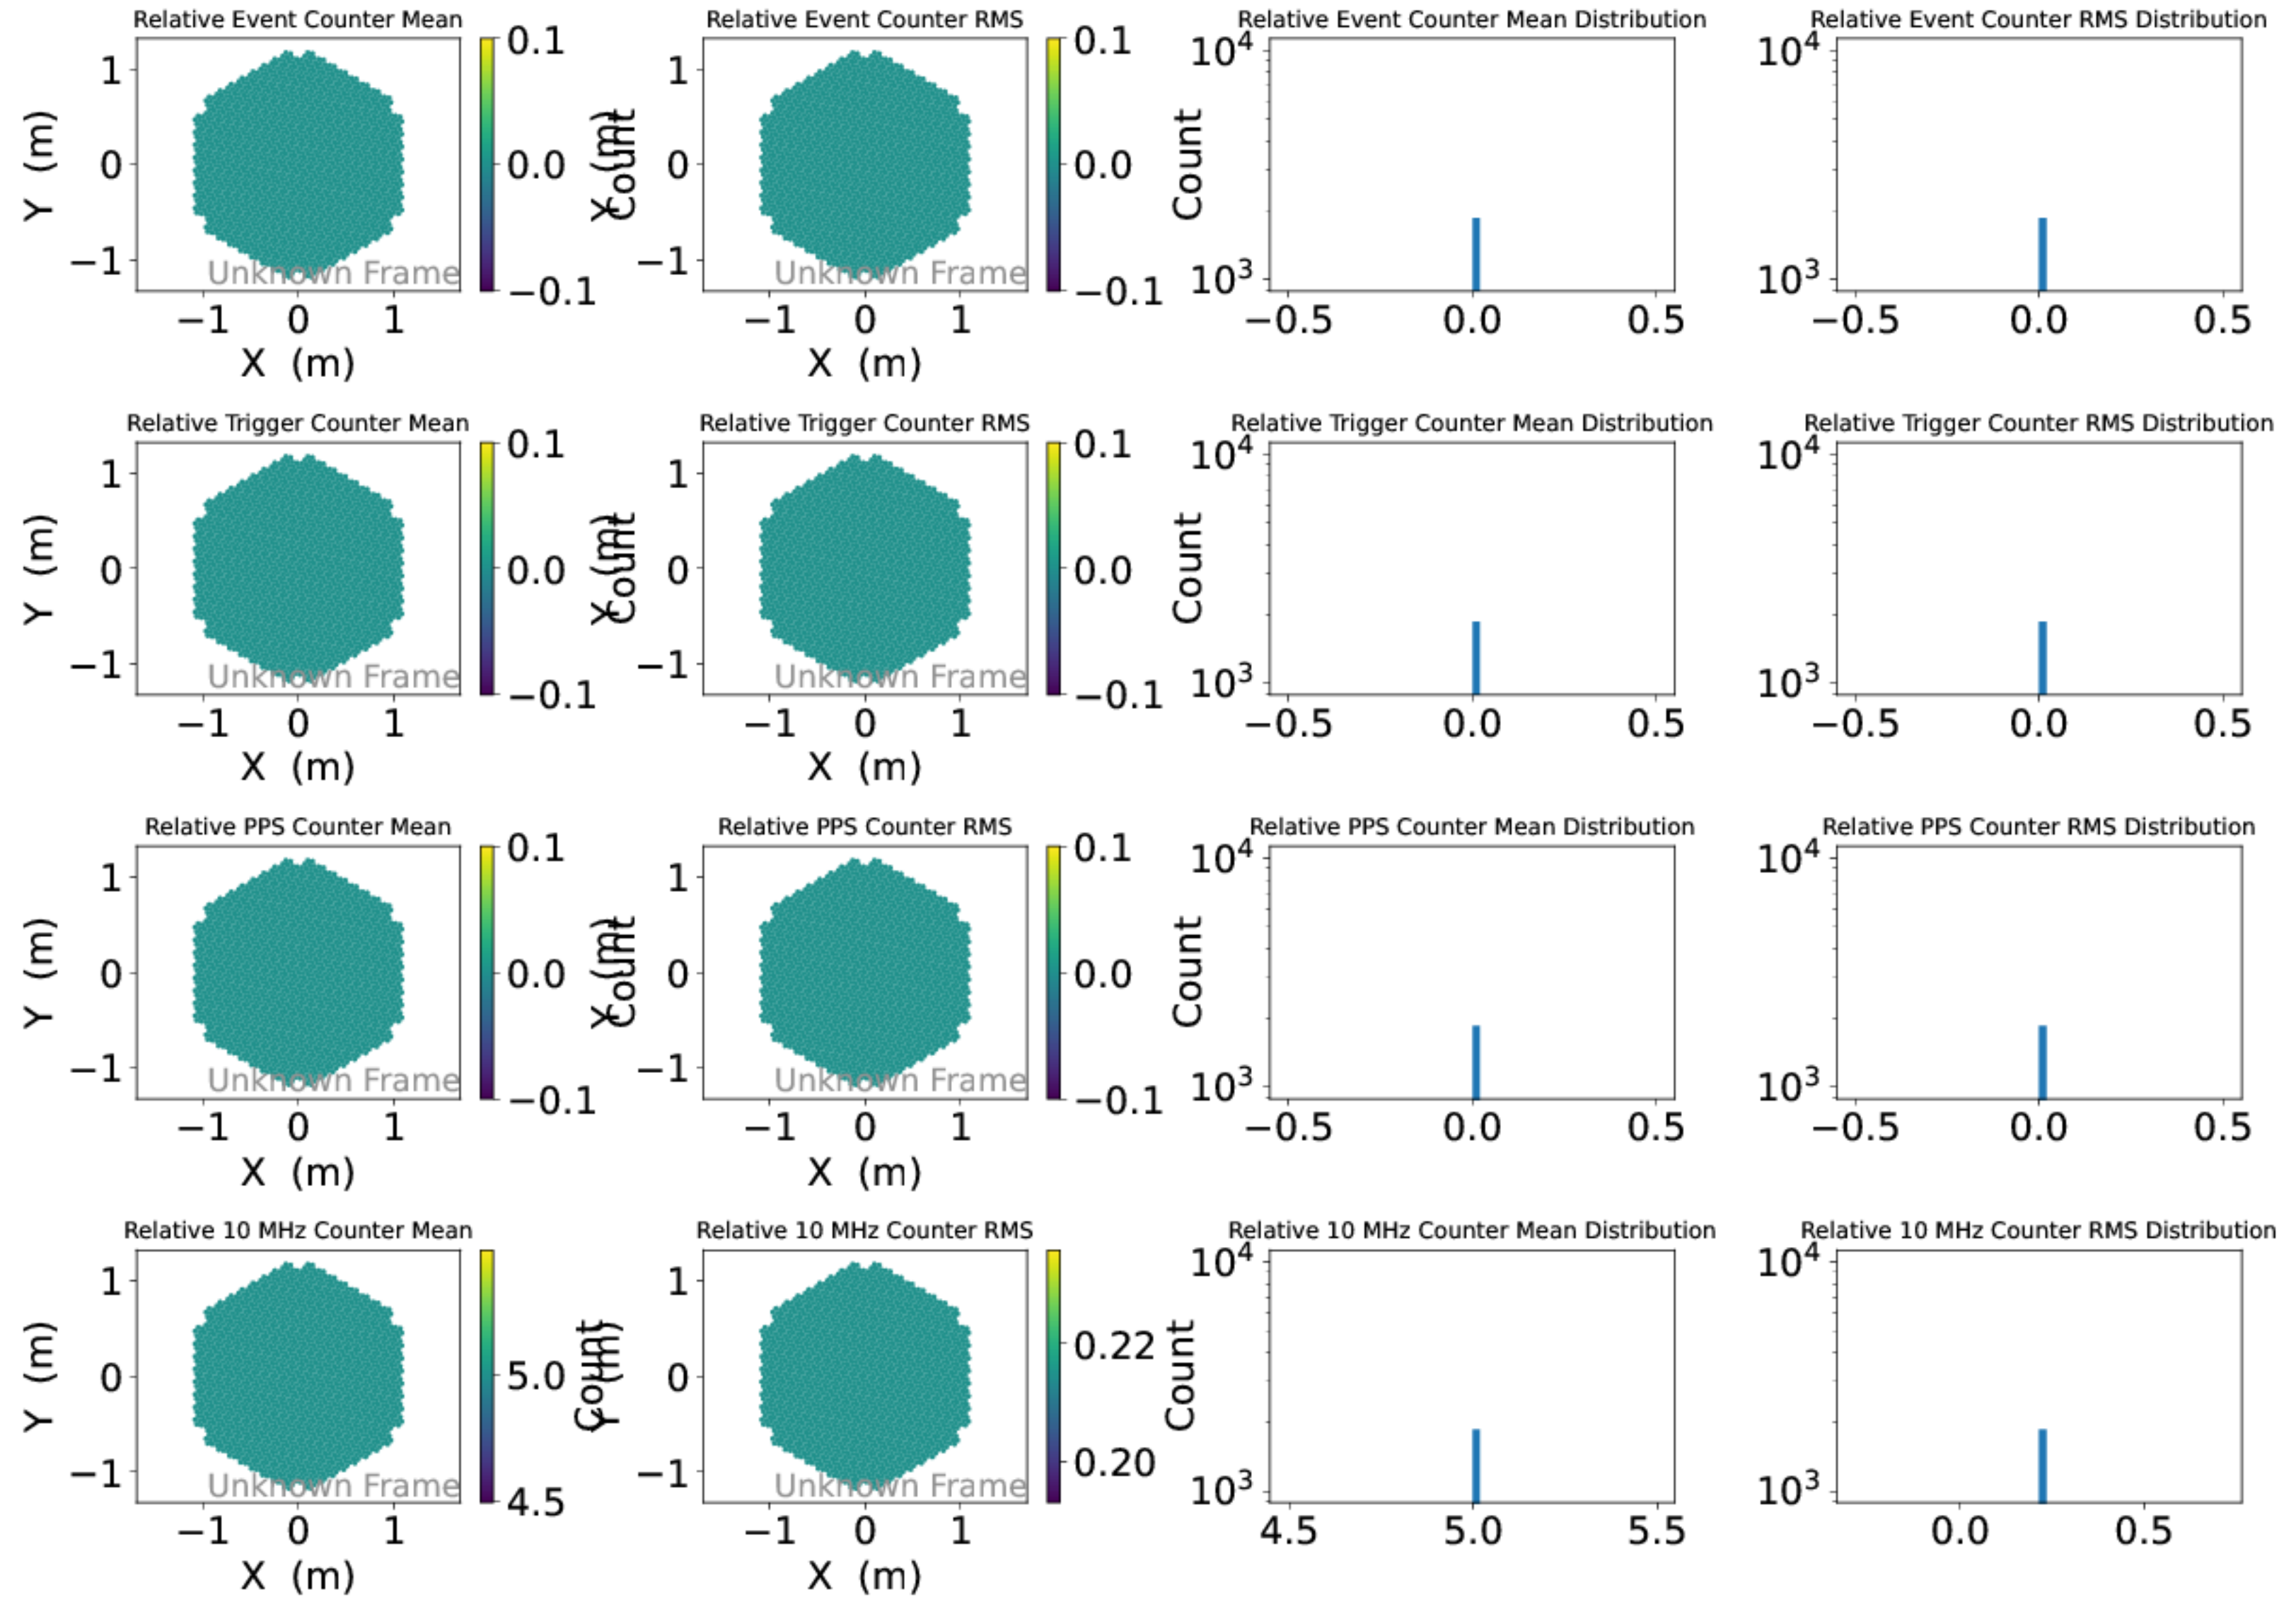 Relative Event Counter Mean
1
0
−1
Y (m)
−1 0 1
X (m)
Unknown Frame
0.1
0.0
−0.1
Count
Relative Event Counter RMS
1
0
−1
Y (m)
−1 0 1
X (m)
Unknown Frame
0.1
0.0
−0.1
Count
Relative Event Counter Mean Distribution
10⁴
10³
−0.5 0.0 0.5
Relative Event Counter RMS Distribution
10⁴
10³
−0.5 0.0 0.5
Relative Trigger Counter Mean
1
0
−1
Y (m)
−1 0 1
X (m)
Unknown Frame
0.1
0.0
−0.1
Count
Relative Trigger Counter RMS
1
0
−1
Y (m)
−1 0 1
X (m)
Unknown Frame
0.1
0.0
−0.1
Count
Relative Trigger Counter Mean Distribution
10⁴
10³
−0.5 0.0 0.5
Relative Trigger Counter RMS Distribution
10⁴
10³
−0.5 0.0 0.5
Relative PPS Counter Mean
1
0
−1
Y (m)
−1 0 1
X (m)
Unknown Frame
0.1
0.0
−0.1
Count
Relative PPS Counter RMS
1
0
−1
Y (m)
−1 0 1
X (m)
Unknown Frame
0.1
0.0
−0.1
Count
Relative PPS Counter Mean Distribution
10⁴
10³
−0.5 0.0 0.5
Relative PPS Counter RMS Distribution
10⁴
10³
−0.5 0.0 0.5
Relative 10 MHz Counter Mean
1
0
−1
Y (m)
−1 0 1
X (m)
Unknown Frame
5.0
4.5
Count
Relative 10 MHz Counter RMS
1
0
−1
Y (m)
−1 0 1
X (m)
Unknown Frame
0.22
0.20
Count
Relative 10 MHz Counter Mean Distribution
10⁴
10³
4.5 5.0 5.5
Relative 10 MHz Counter RMS Distribution
10⁴
10³
0.0 0.5